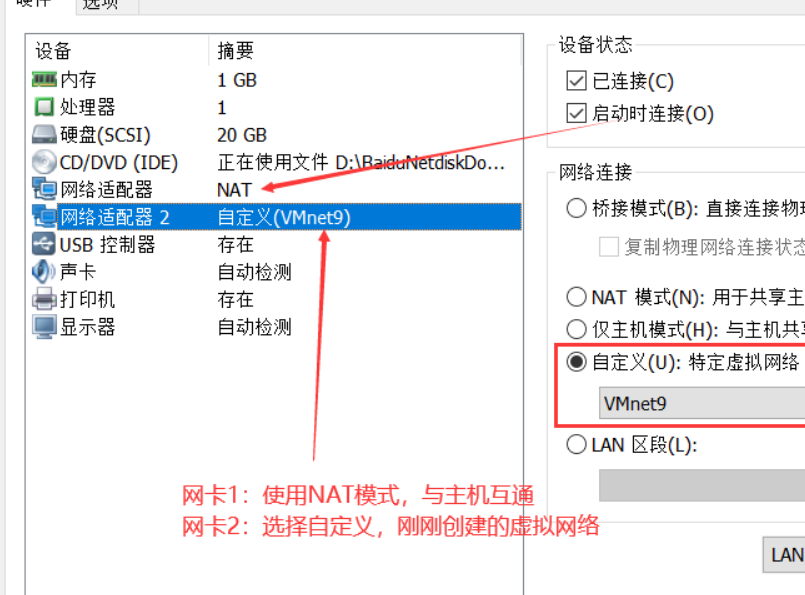 硬件
选项
设备 摘要
内存 1 GB
处理器 1
硬盘(SCSI) 20 GB
CD/DVD (IDE) 正在使用文件 D:\BaiduNetdiskDo...
网络适配器 NAT
网络适配器 2 自定义(VMnet9)
USB 控制器 存在
声卡 自动检测
打印机 存在
显示器 自动检测
设备状态
已连接(C)
启动时连接(O)
网络连接
桥接模式(B): 直接连接物理
复制物理网络连接状态
NAT 模式(N): 用于共享主
仅主机模式(H): 与主机共享
自定义(U): 特定虚拟网络
VMnet9
LAN 区段(L):
LAN
网卡1：使用NAT模式，与主机互通
网卡2：选择自定义，刚刚创建的虚拟网络